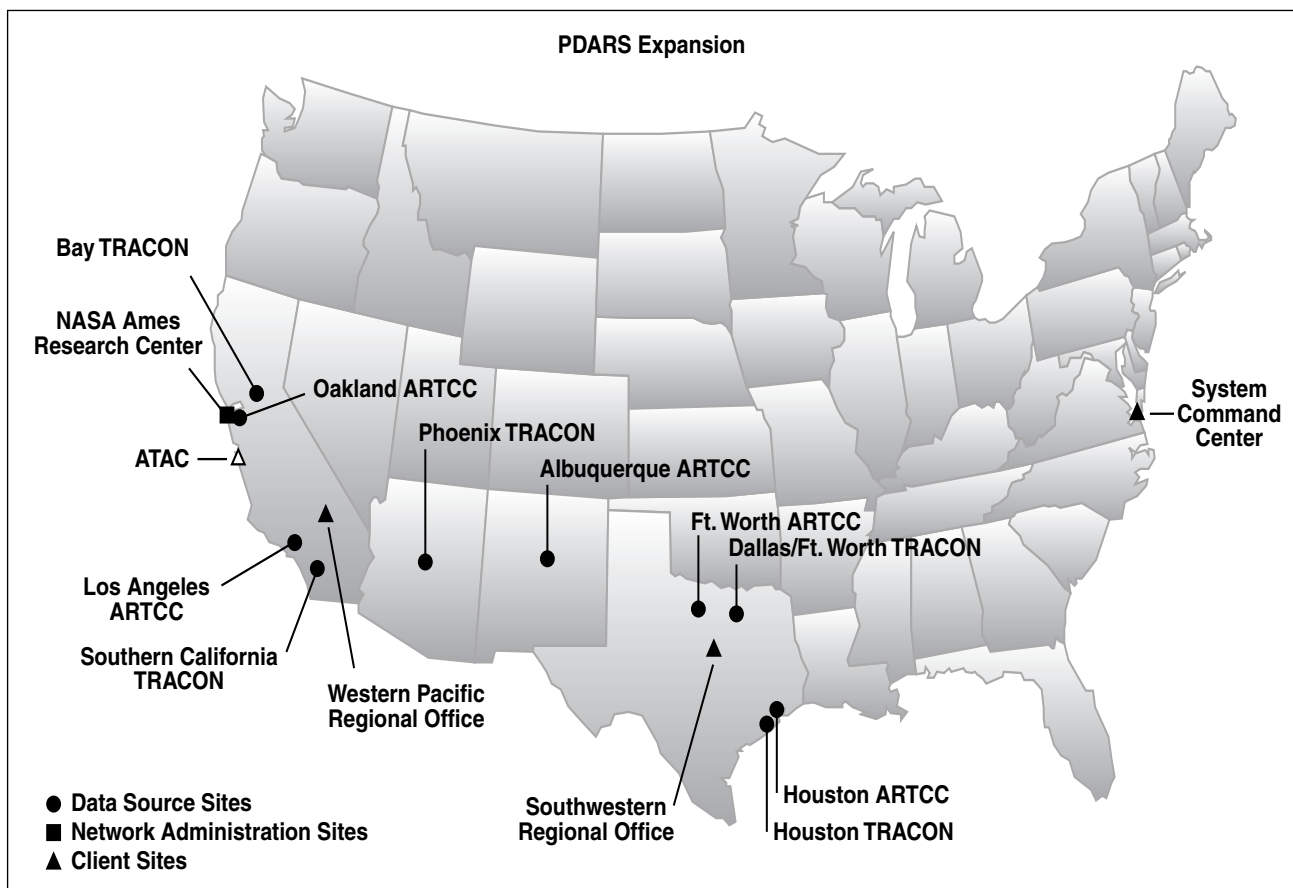 PDARS Expansion
Bay TRACON
NASA Ames
Research Center
Oakland ARTCC
System
Command
Center
Phoenix TRACON
ATAC
Albuquerque ARTCC
Ft. Worth ARTCC
Dallas/Ft. Worth TRACON
Los Angeles
ARTCC
Southern California
TRACON
Western Pacific
Regional Office
Southwestern
Regional Office
Houston ARTCC
Houston TRACON
Data Source Sites
Network Administration Sites
Client Sites